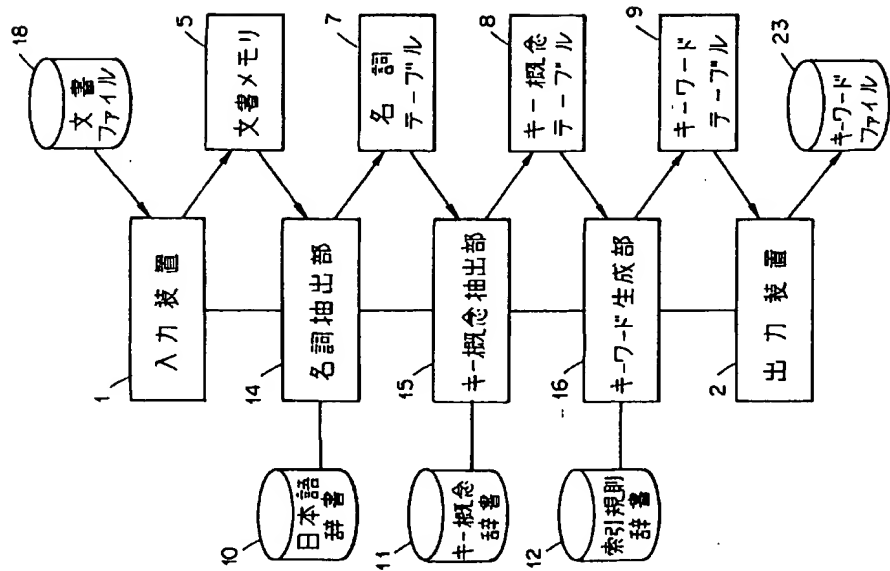 18
文書
ファイル
1
入力装置
5
文書メモリ
10
日本語
辞書
14
名詞抽出部
7
名詞
テーブル
11
キー概念
辞書
15
キー概念抽出部
8
キー概念
テーブル
12
索引規則
辞書
16
キーワード生成部
9
キーワード
テーブル
2
出力装置
23
キーワード
ファイル